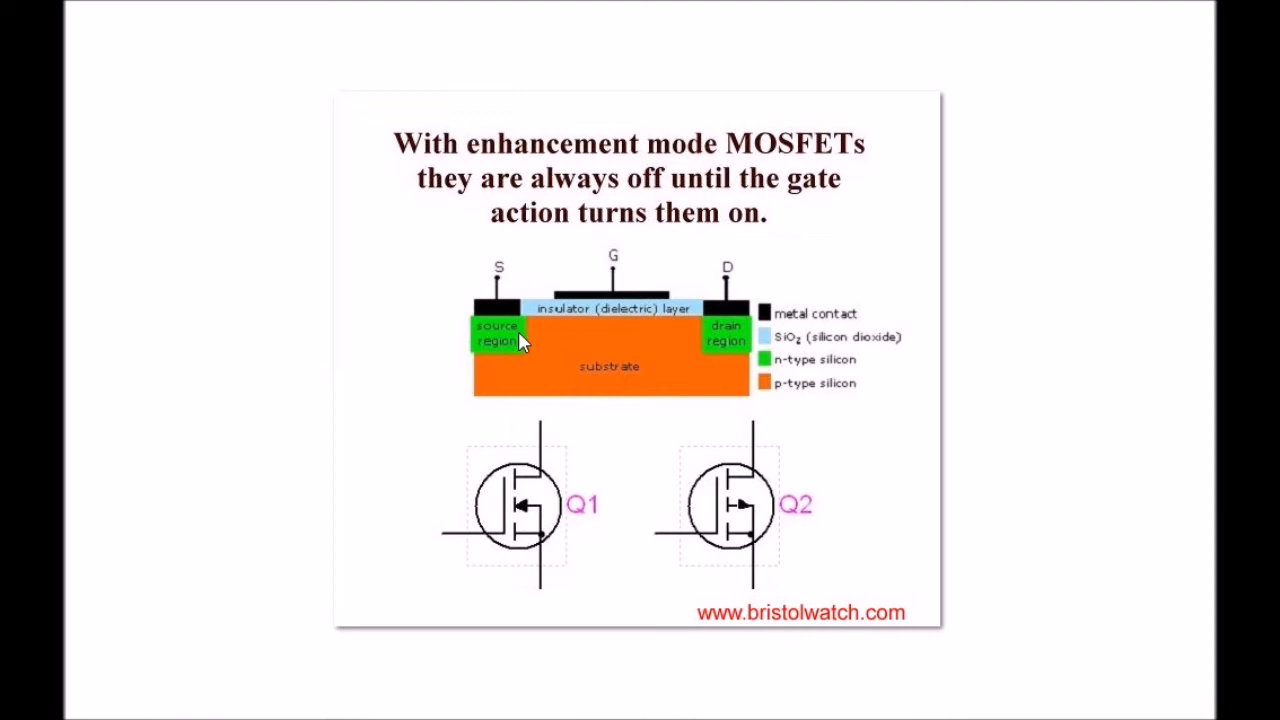 With enhancement mode MOSFETs
they are always off until the gate
action turns them on.
G
S
D
insulator (dielectric) layer
source
region
drain
region
substrate
metal contact
SiO₂ (silicon dioxide)
n-type silicon
p-type silicon
Q1
Q2
www.bristolwatch.com